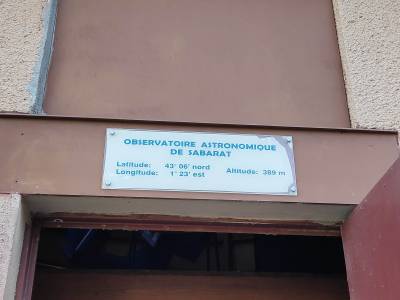 OBSERVATOIRE ASTRONOMIQUE
DE SABARAT
Latitude: 43° 06' nord
Longitude: 1° 23' est Altitude: 389 m